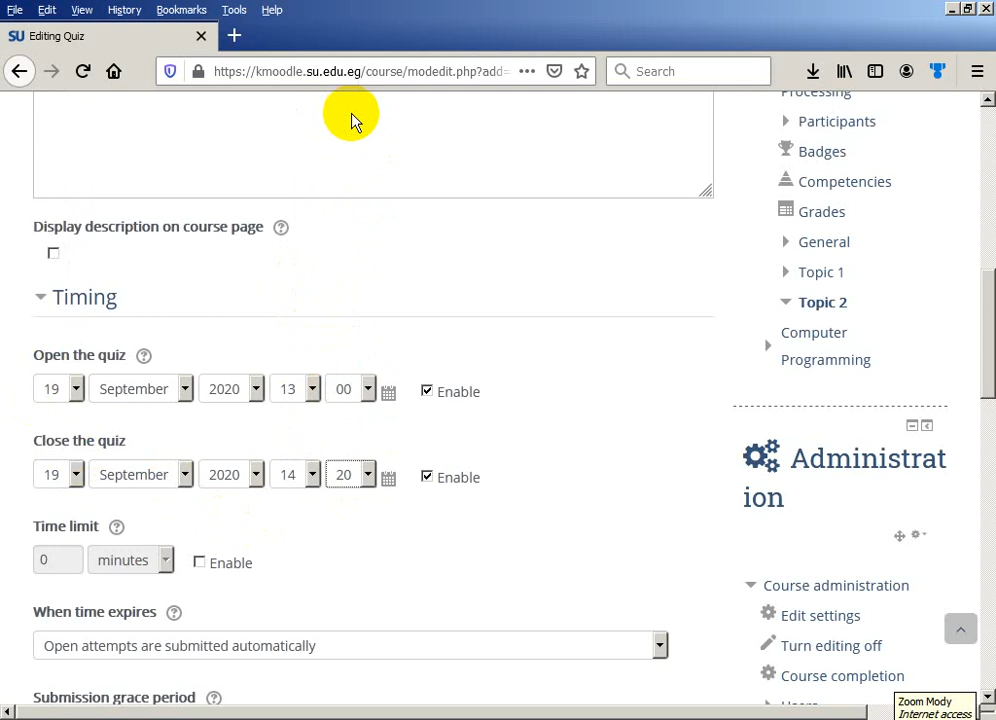 File Edit View History Bookmarks Tools Help
SU Editing Quiz
https://kmoodle.su.edu.eg/course/modedit.php?add=
Search
Processing
Participants
Badges
Competencies
Grades
General
Topic 1
Topic 2
Computer
Programming
Display description on course page
Timing
Open the quiz
19 September 2020 13 00 Enable
Close the quiz
19 September 2020 14 20 Enable
Time limit
0 minutes Enable
When time expires
Open attempts are submitted automatically
Submission grace period
Administrat
ion
Course administration
Edit settings
Turn editing off
Course completion
Users
Zoom Mody
Internet access